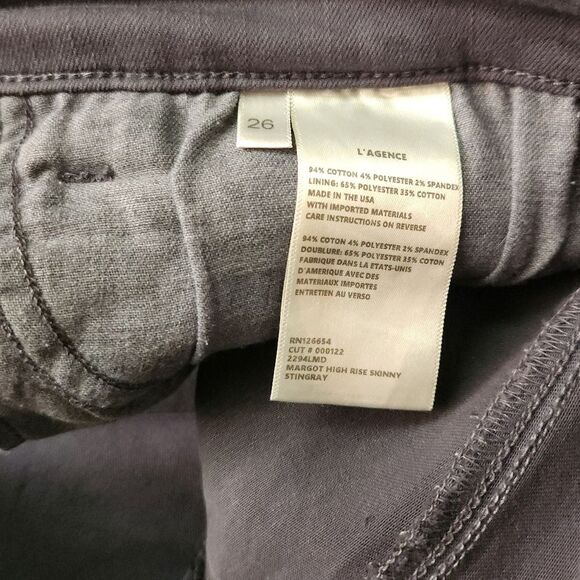 26
L'AGENCE
94% COTTON 4% POLYESTER 2% SPANDEX
LINING: 65% POLYESTER 35% COTTON
MADE IN THE USA
WITH IMPORTED MATERIALS
CARE INSTRUCTIONS ON REVERSE
94% COTON 4% POLYESTER 2% SPANDEX
DOUBLURE: 65% POLYESTER 35% COTON
FABRIQUE DANS LA ETATS-UNIS
D'AMERIQUE AVEC DES
MATERIAUX IMPORTES
ENTRETIEN AU VERSO
RN126654
CUT # 000122
2294LMD
MARGOT HIGH RISE SKINNY
STINGRAY